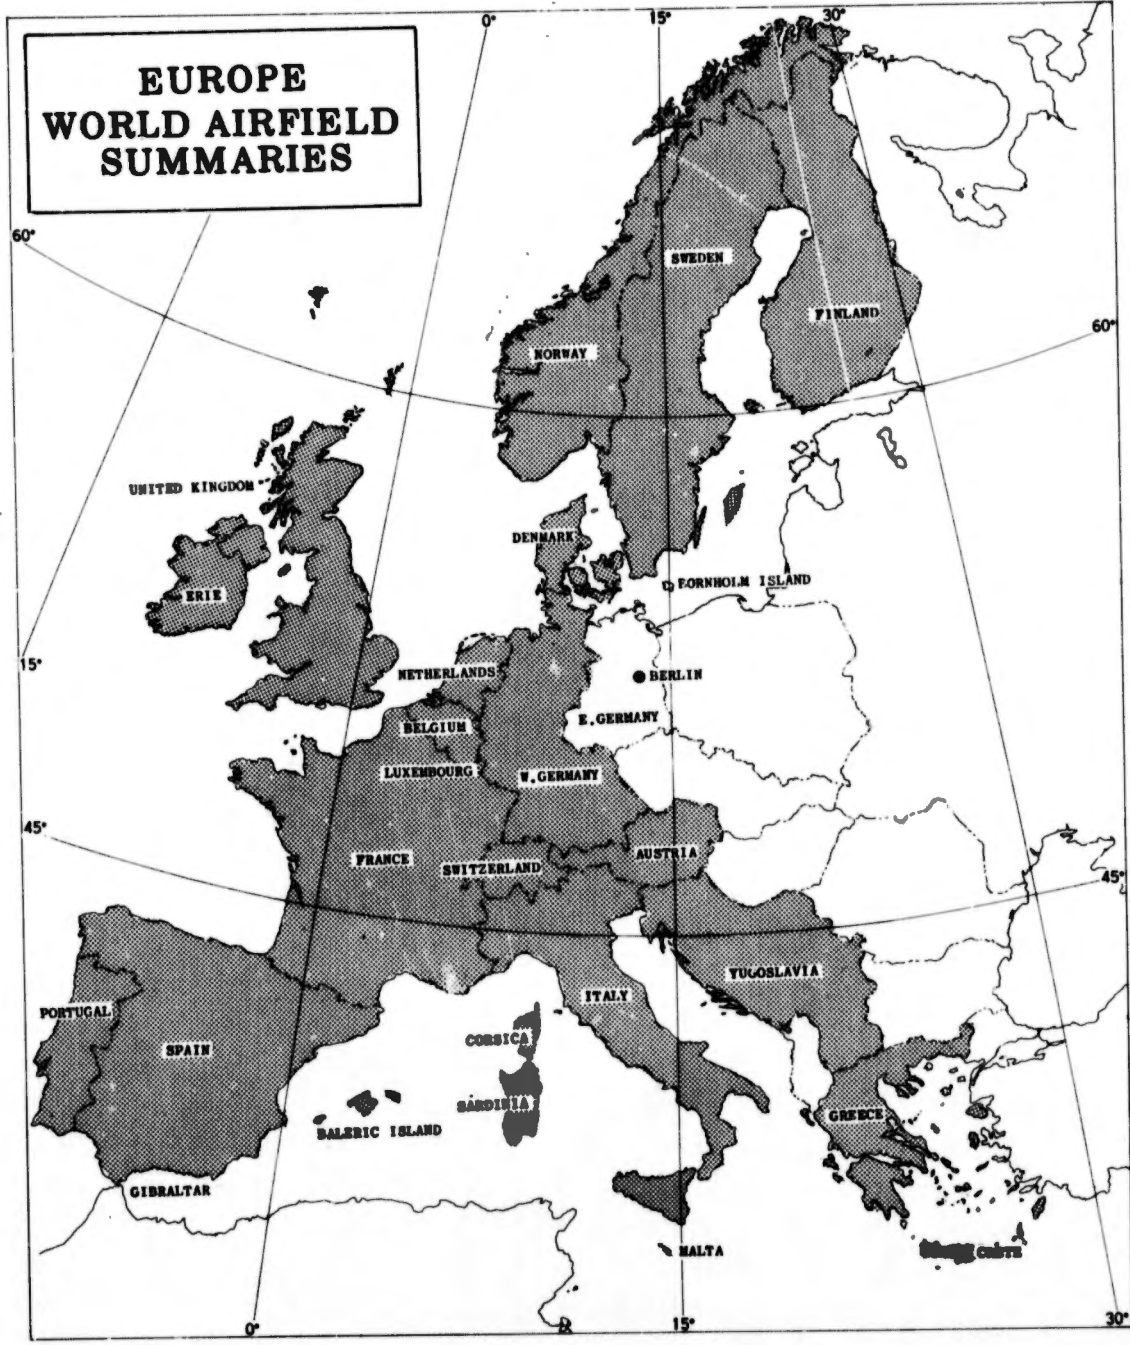 0°
15°
30°
EUROPE
WORLD AIRFIELD
SUMMARIES
60°
SWEDEN
FINLAND
60°
NORWAY
UNITED KINGDOM
DENMARK
ERIE
BORNHOLM ISLAND
15°
NETHERLANDS
BERLIN
E.GERMANY
BELGIUM
LUXEMBOURG
W.GERMANY
45°
FRANCE
SWITZERLAND
AUSTRIA
45°
YUGOSLAVIA
PORTUGAL
ITALY
SPAIN
CORSICA
SARDINIA
BALERIC ISLAND
GREECE
GIBRALTAR
MALTA
CRETE
0°
15°
30°